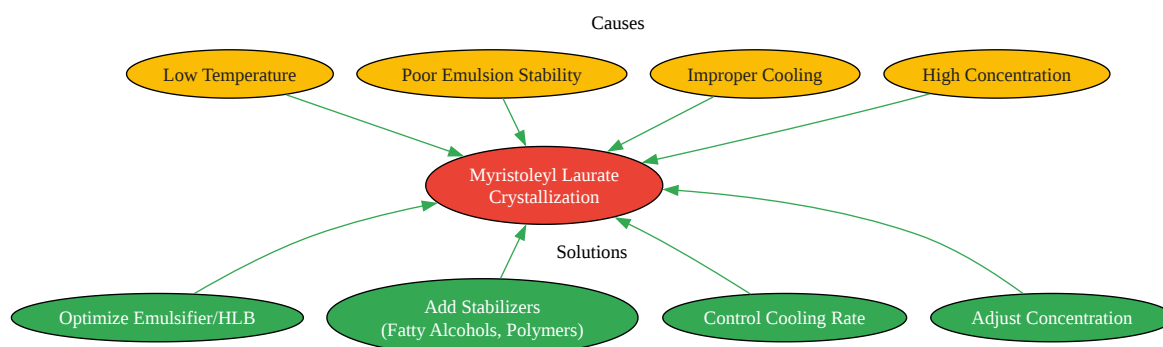 Causes
Low Temperature
Poor Emulsion Stability
Improper Cooling
High Concentration
Myristoleyl Laurate
Crystallization
Solutions
Optimize Emulsifier/HLB
Add Stabilizers
(Fatty Alcohols, Polymers)
Control Cooling Rate
Adjust Concentration